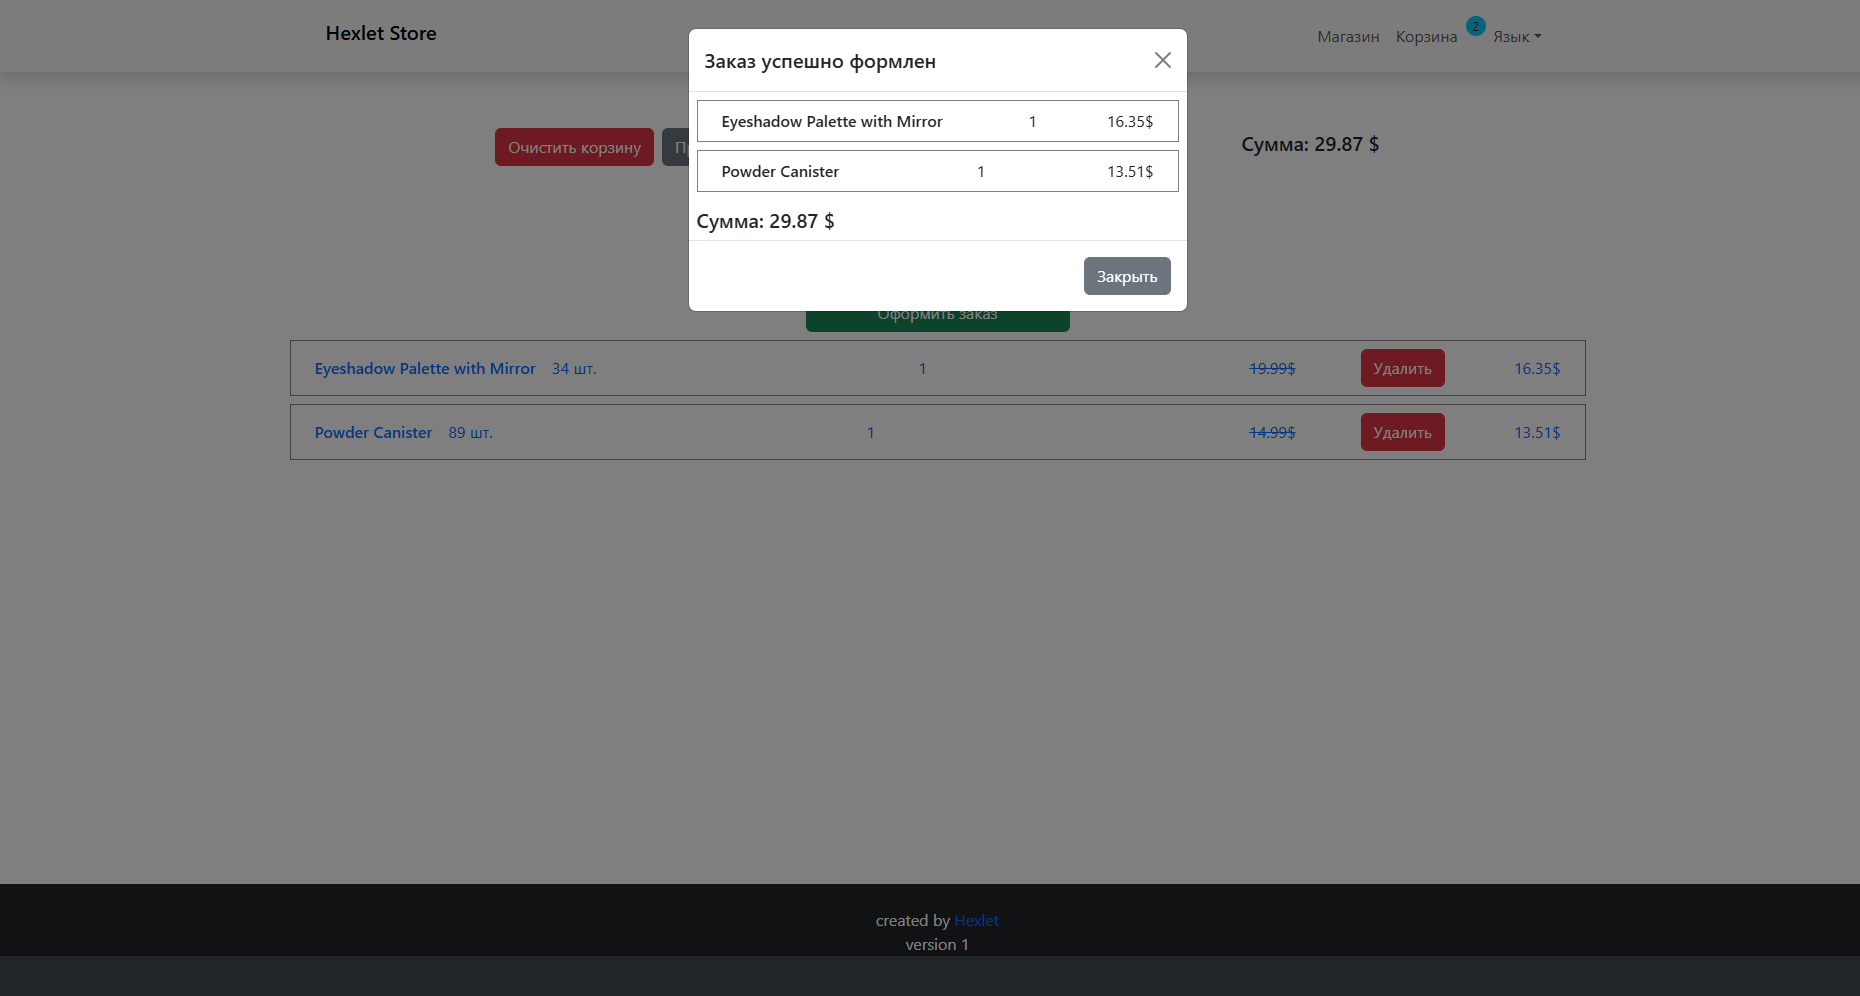 Hexlet Store
Магазин Корзина 2 Язык
Заказ успешно формлен
Eyeshadow Palette with Mirror 1 16.35$
Powder Canister 1 13.51$
Сумма: 29.87 $
Закрыть
Очистить корзину
Сумма: 29.87 $
Оформить заказ
Eyeshadow Palette with Mirror 34 шт. 1 19.99$ Удалить 16.35$
Powder Canister 89 шт. 1 14.99$ Удалить 13.51$
created by Hexlet
version 1